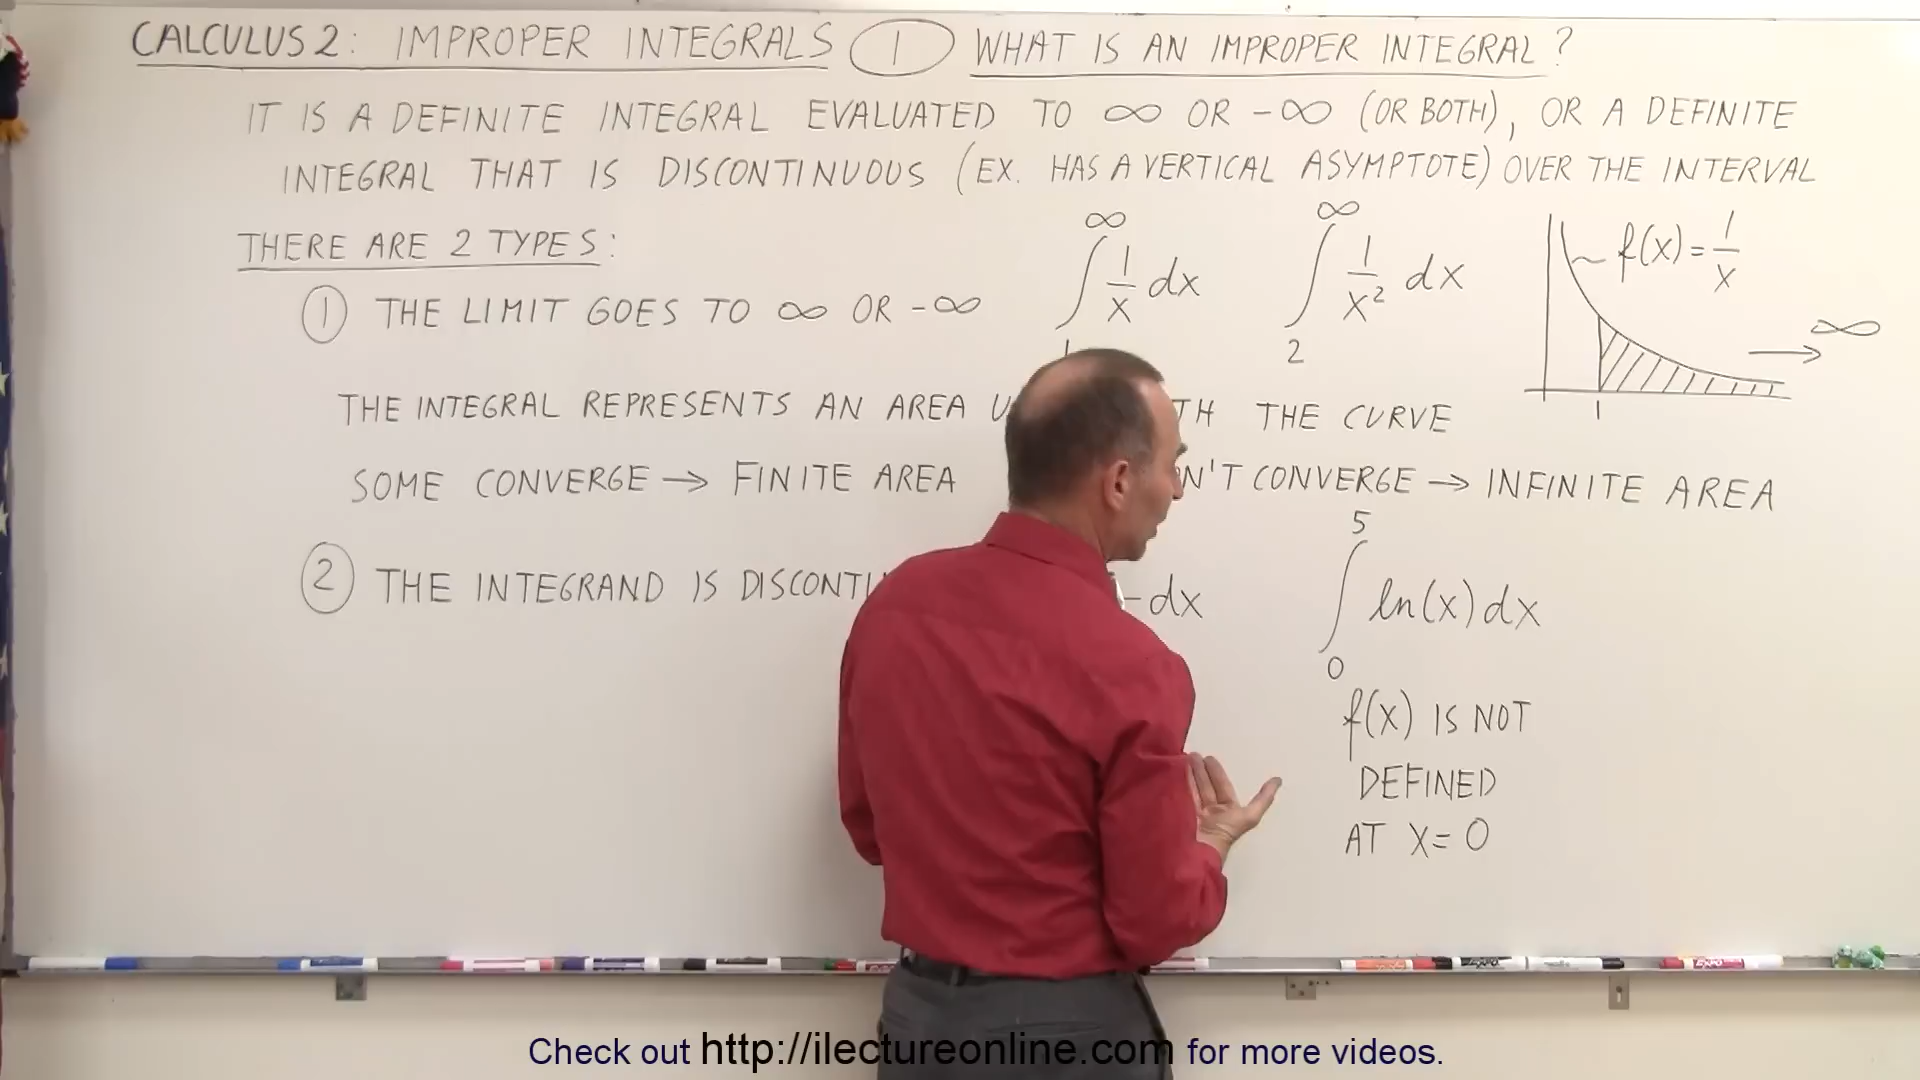 CALCULUS 2: IMPROPER INTEGRALS 1 WHAT IS AN IMPROPER INTEGRAL?
IT IS A DEFINITE INTEGRAL EVALUATED TO ∞ OR -∞ (OR BOTH), OR A DEFINITE
INTEGRAL THAT IS DISCONTINUOUS (EX. HAS A VERTICAL ASYMPTOTE) OVER THE INTERVAL
THERE ARE 2 TYPES:
1 THE LIMIT GOES TO ∞ OR -∞
∫ 1/x dx ∞
∫ 1/x² dx ∞ 2
f(x) = 1/x
∞
1
THE INTEGRAL REPRESENTS AN AREA THE CURVE
SOME CONVERGE → FINITE AREA N'T CONVERGE → INFINITE AREA
2 THE INTEGRAND IS dx
∫ ln(x) dx 5 0
f(x) IS NOT
DEFINED
AT X = 0
EXPO
EXPO
Check out http://ilectureonline.com for more videos.